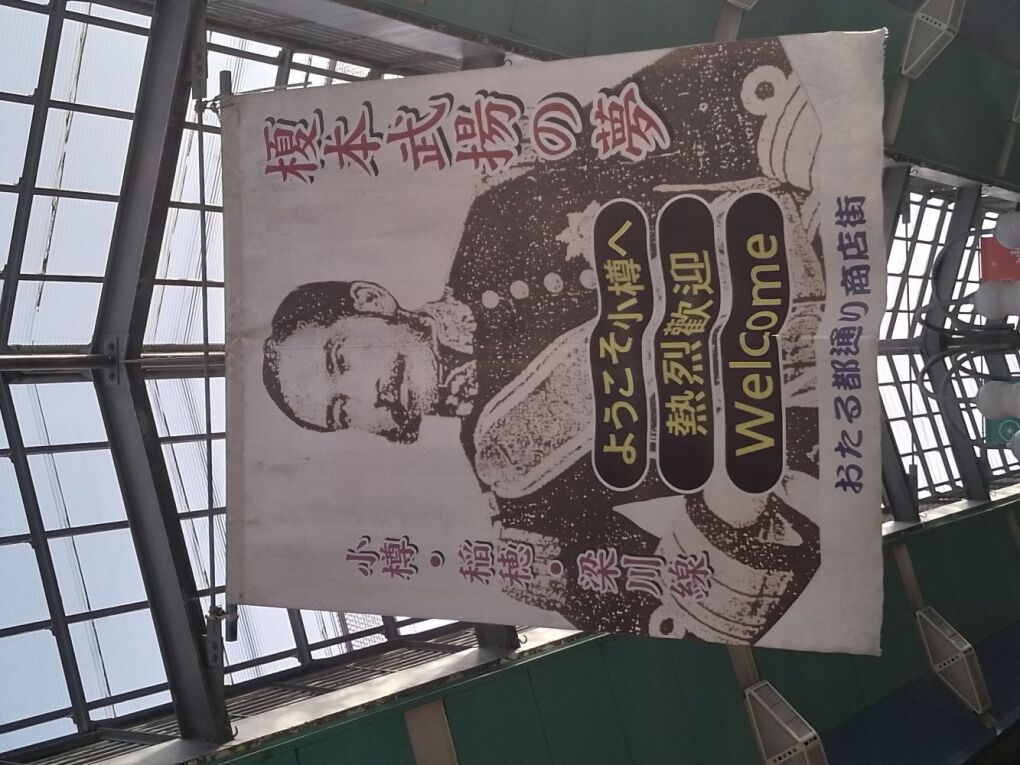 榎本武揚の夢
小樽・稲穂・梁川線
ようこそ小樽へ
熱烈歡迎
Welcome
おたる都通り商店街